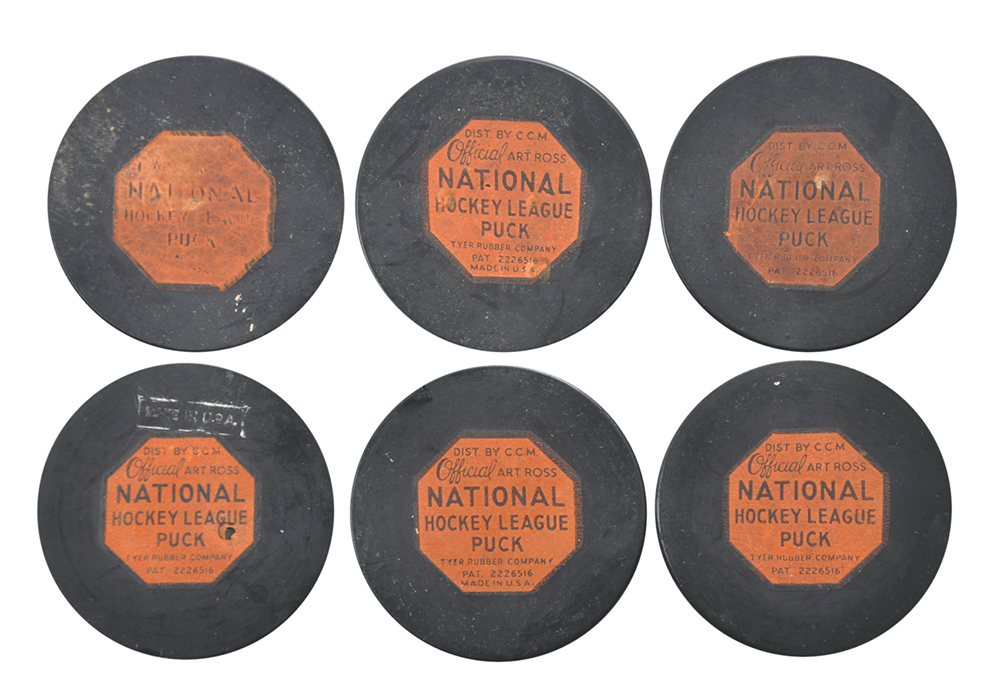 NATIONAL
HOCKEY LEAGUE
PUCK
DIST. BY C.C.M.
Official ART ROSS
NATIONAL
HOCKEY LEAGUE
PUCK
TYER RUBBER COMPANY
PAT. 2226516
MADE IN U.S.A.
DIST. BY C.C.M.
Official ART ROSS
NATIONAL
HOCKEY LEAGUE
PUCK
TYER RUBBER COMPANY
PAT. 2226516
MADE IN U.S.A.
DIST. BY C.C.M.
Official ART ROSS
NATIONAL
HOCKEY LEAGUE
PUCK
TYER RUBBER COMPANY
PAT. 2226516
DIST. BY C.C.M.
Official ART ROSS
NATIONAL
HOCKEY LEAGUE
PUCK
TYER RUBBER COMPANY
PAT. 2226516
MADE IN U.S.A.
DIST. BY C.C.M.
Official ART ROSS
NATIONAL
HOCKEY LEAGUE
PUCK
TYER RUBBER COMPANY
PAT. 2226516